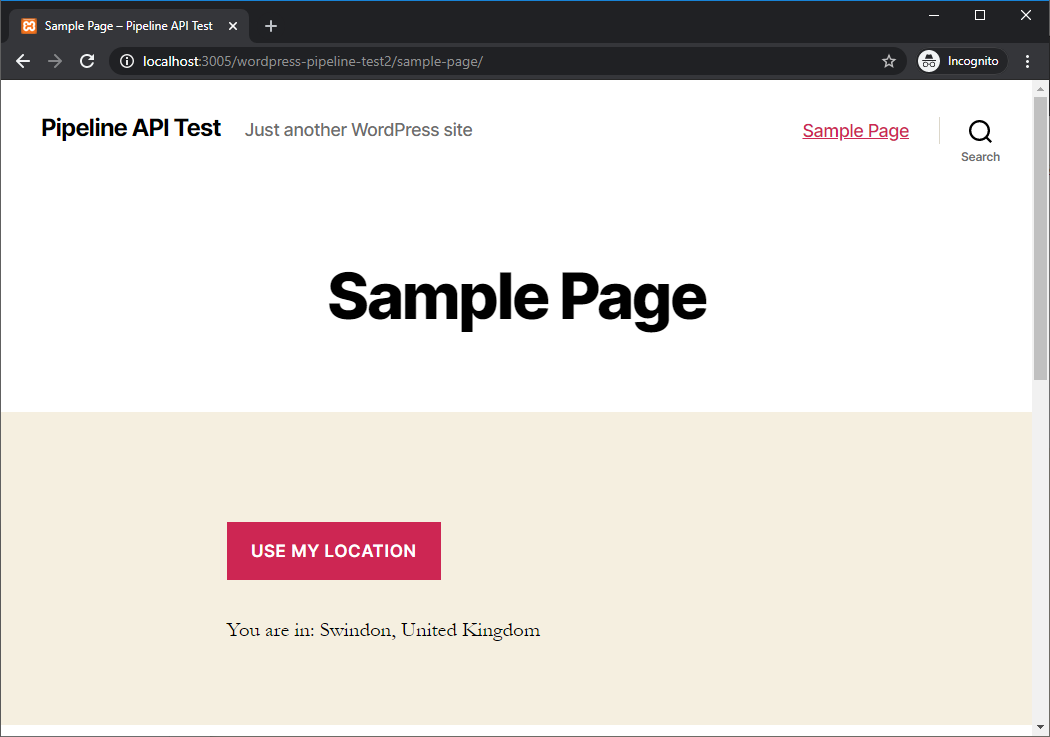 Sample Page – Pipeline API Test
localhost:3005/wordpress-pipeline-test2/sample-page/
Incognito
Pipeline API Test
Just another WordPress site
Sample Page
Search
Sample Page
USE MY LOCATION
You are in: Swindon, United Kingdom